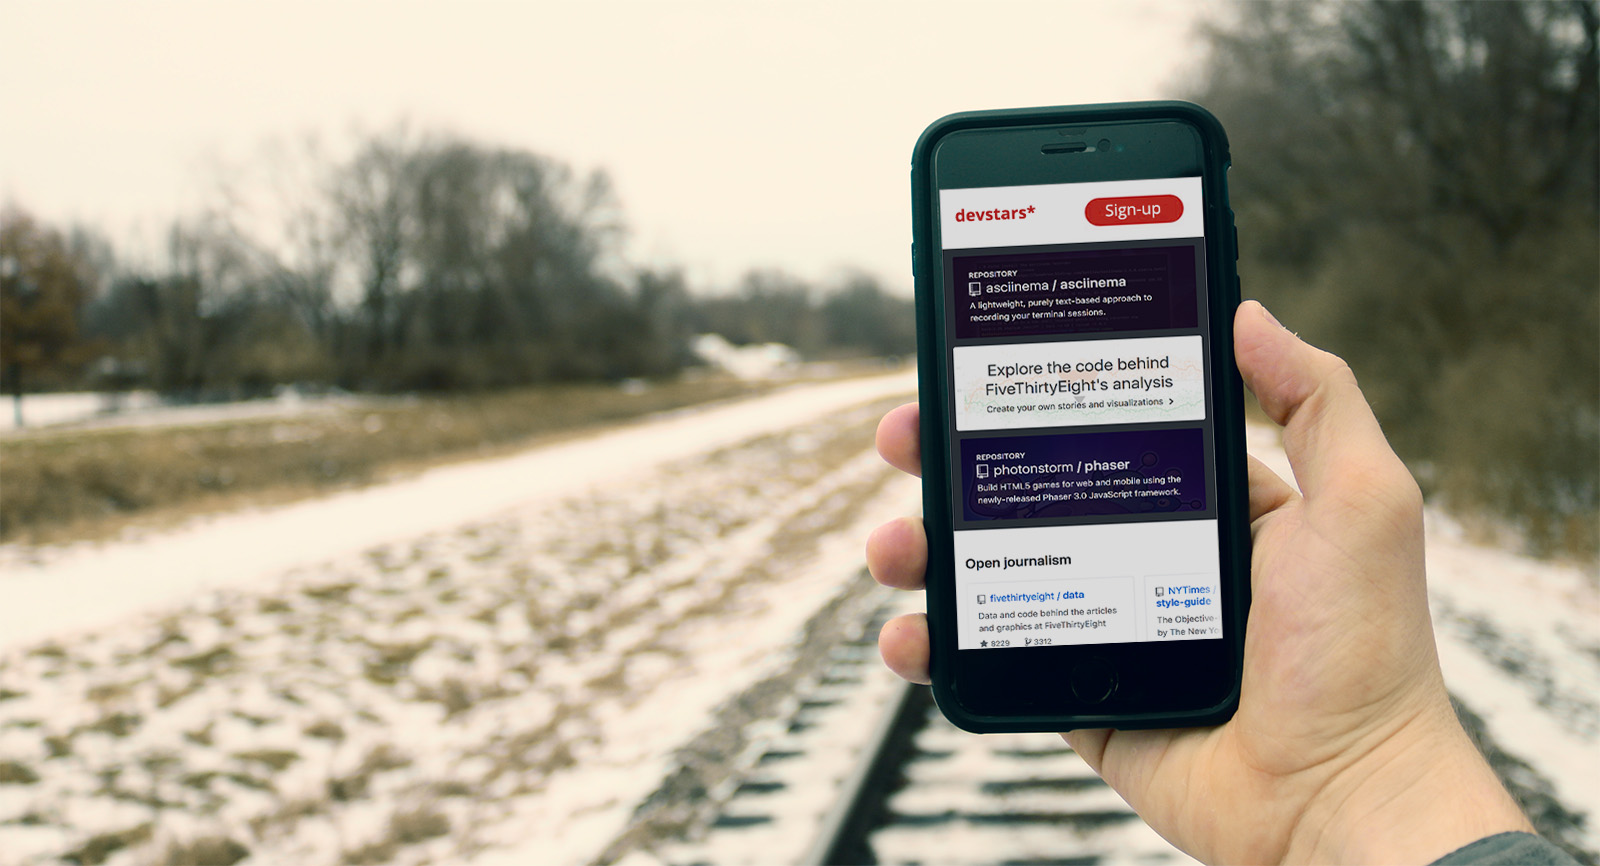 devstars*
Sign-up
REPOSITORY
asciinema / asciinema
A lightweight, purely text-based approach to
recording your terminal sessions.
Explore the code behind
FiveThirtyEight's analysis
Create your own stories and visualizations >
REPOSITORY
photonstorm / phaser
Build HTML5 games for web and mobile using the
newly-released Phaser 3.0 JavaScript framework.
Open journalism
fivethirtyeight / data
Data and code behind the articles
and graphics at FiveThirtyEight
8229 3312
NYTimes /
style-guide
The Objective-
by The New Yo